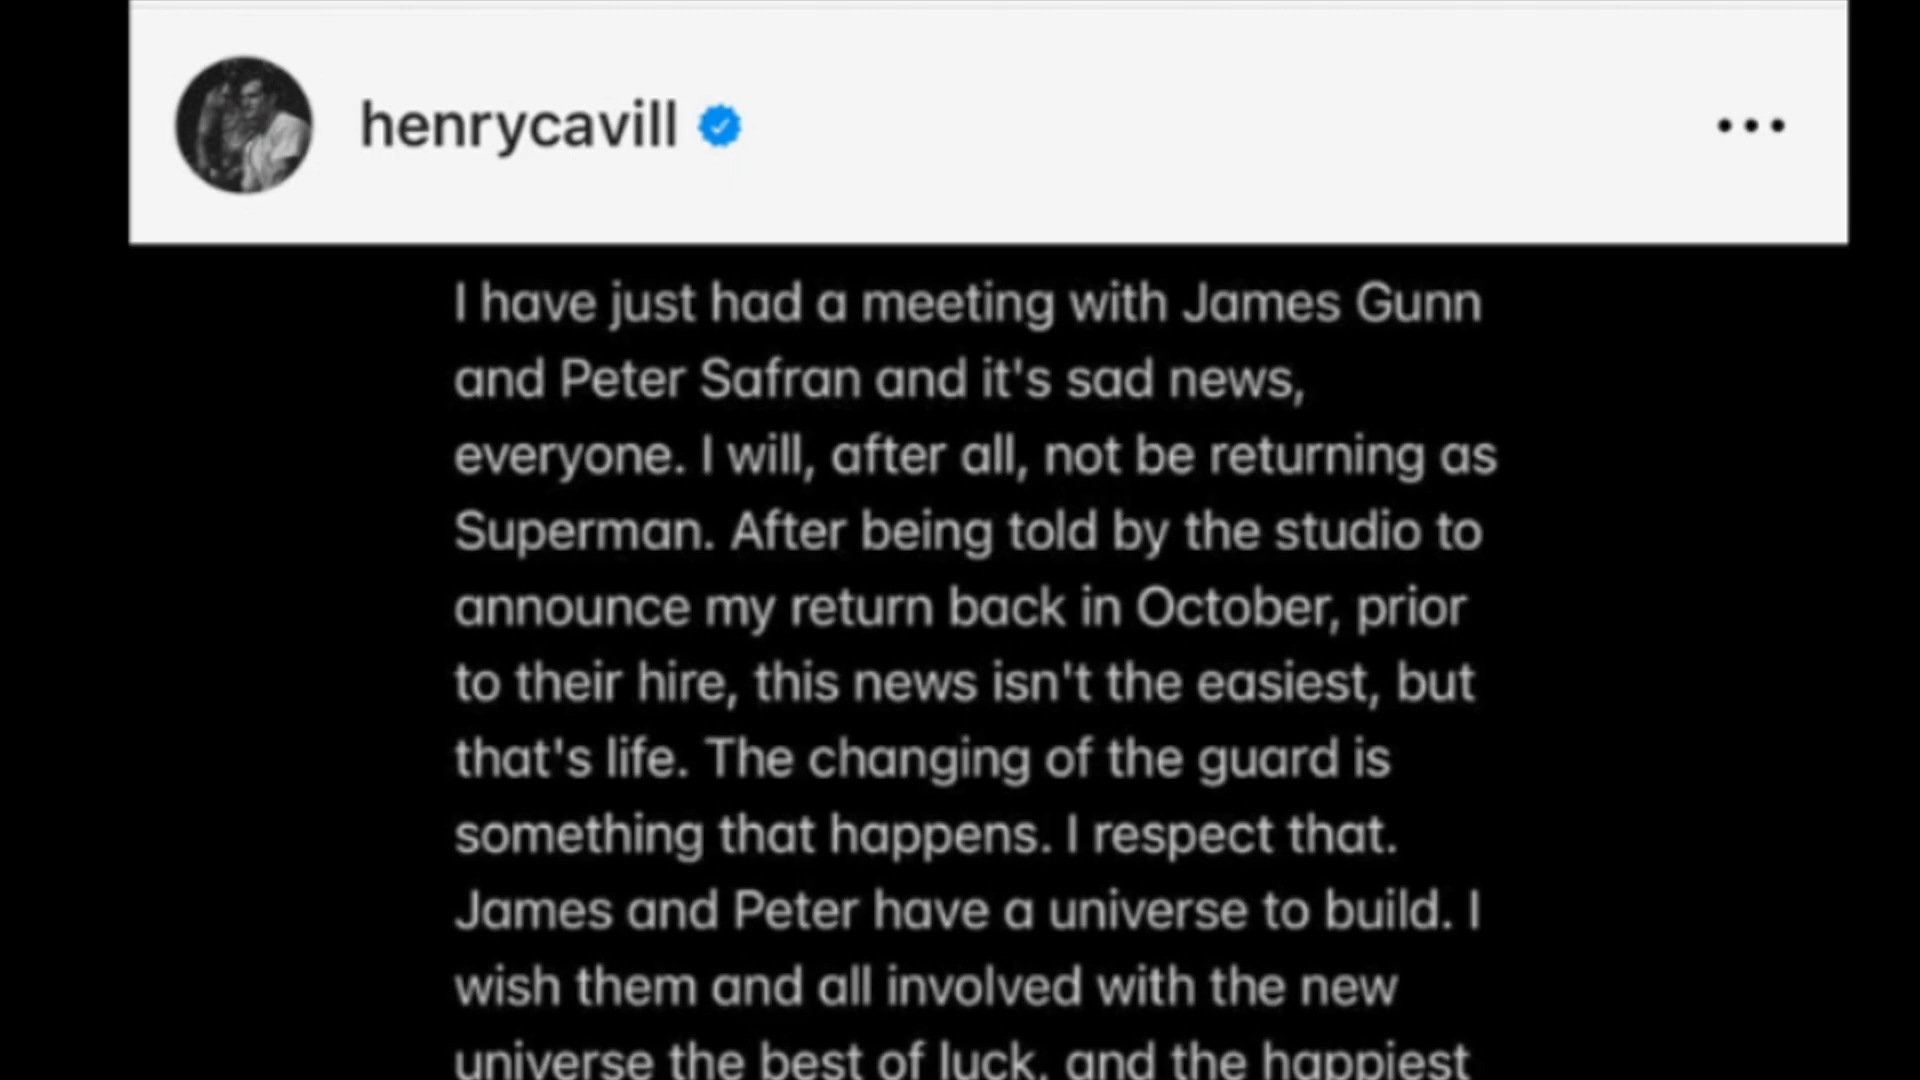 henrycavill
I have just had a meeting with James Gunn
and Peter Safran and it's sad news,
everyone. I will, after all, not be returning as
Superman. After being told by the studio to
announce my return back in October, prior
to their hire, this news isn't the easiest, but
that's life. The changing of the guard is
something that happens. I respect that.
James and Peter have a universe to build. I
wish them and all involved with the new
universe the best of luck, and the happiest